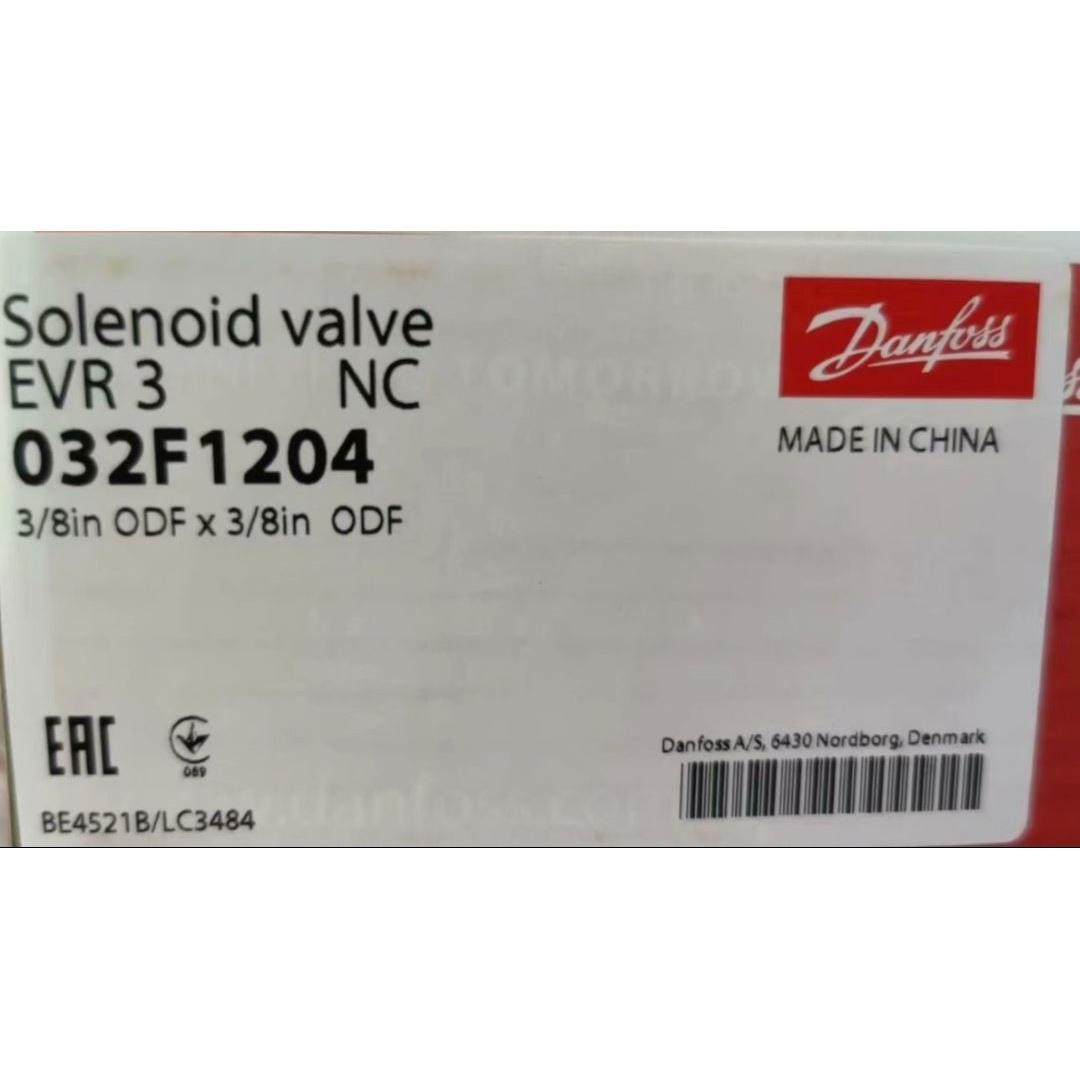 Solenoid valve
EVR 3 NC
032F1204
3/8in ODF x 3/8in ODF
Danfoss
MADE IN CHINA
EAC
089
BE4521B/LC3484
Danfoss A/S, 6430 Nordborg, Denmark